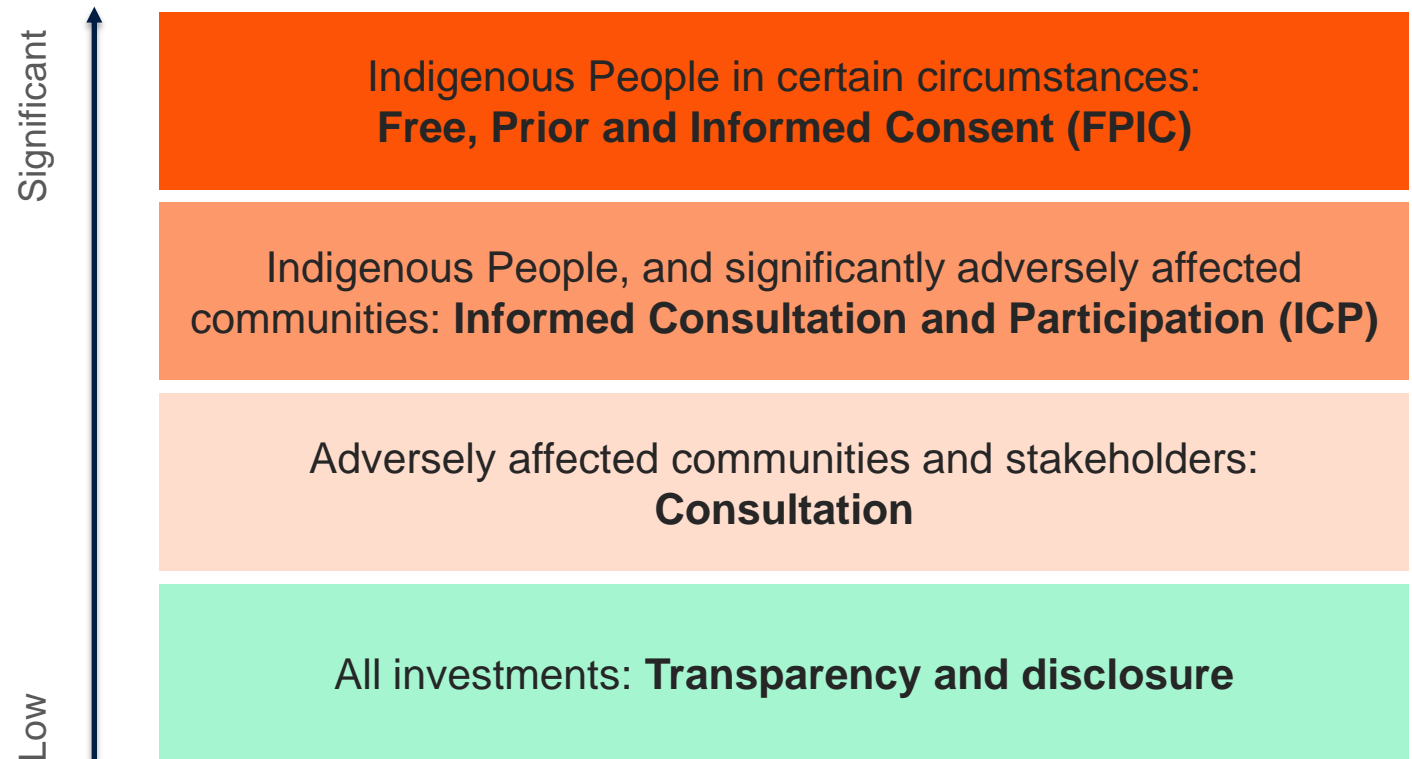 Significant
Indigenous People in certain circumstances:
Free, Prior and Informed Consent (FPIC)
Indigenous People, and significantly adversely affected
communities: Informed Consultation and Participation (ICP)
Adversely affected communities and stakeholders:
Consultation
All investments: Transparency and disclosure
Low